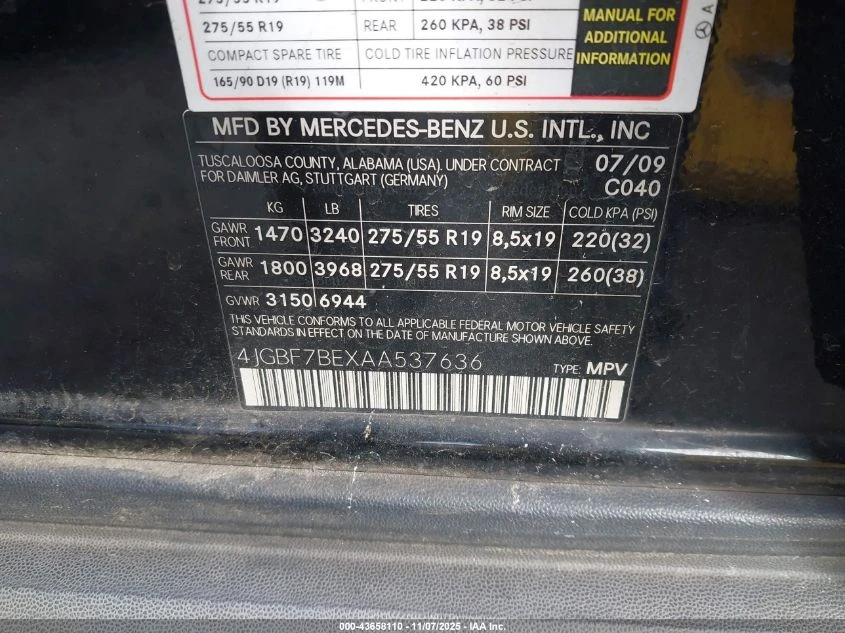 275/55 R19 REAR 260 KPA, 38 PSI
COMPACT SPARE TIRE COLD TIRE INFLATION PRESSURE
165/90 D19 (R19) 119M 420 KPA, 60 PSI
MANUAL FOR
ADDITIONAL
INFORMATION
A
MFD BY MERCEDES-BENZ U.S. INTL., INC
TUSCALOOSA COUNTY, ALABAMA (USA), UNDER CONTRACT 07/09
FOR DAIMLER AG, STUTTGART (GERMANY) C040
KG LB TIRES RIM SIZE COLD KPA (PSI)
GAWR FRONT 1470 3240 275/55 R19 8,5x19 220(32)
GAWR REAR 1800 3968 275/55 R19 8,5x19 260(38)
GVWR 3150 6944
THIS VEHICLE CONFORMS TO ALL APPLICABLE FEDERAL MOTOR VEHICLE SAFETY
STANDARDS IN EFFECT ON THE DATE OF MANUFACTURE SHOWN ABOVE.
4JGBF7BEXAA537636 TYPE: MPV
000-43658110 - 11/07/2025 - IAA Inc.